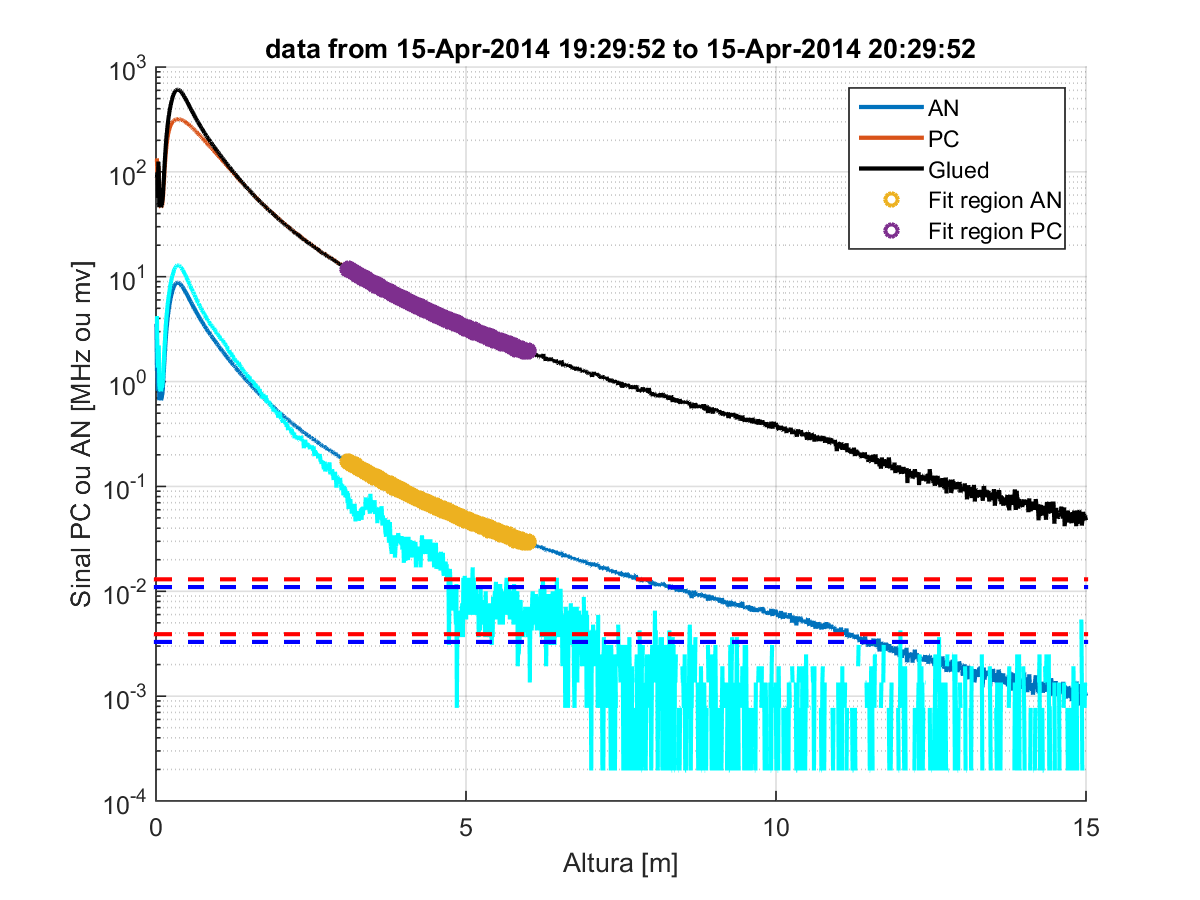 data from 15-Apr-2014 19:29:52 to 15-Apr-2014 20:29:52
Sinal PC ou AN [MHz ou mv]
10^3
10^2
10^1
10^0
10^-1
10^-2
10^-3
10^-4
AN
PC
Glued
Fit region AN
Fit region PC
0 5 10 15
Altura [m]